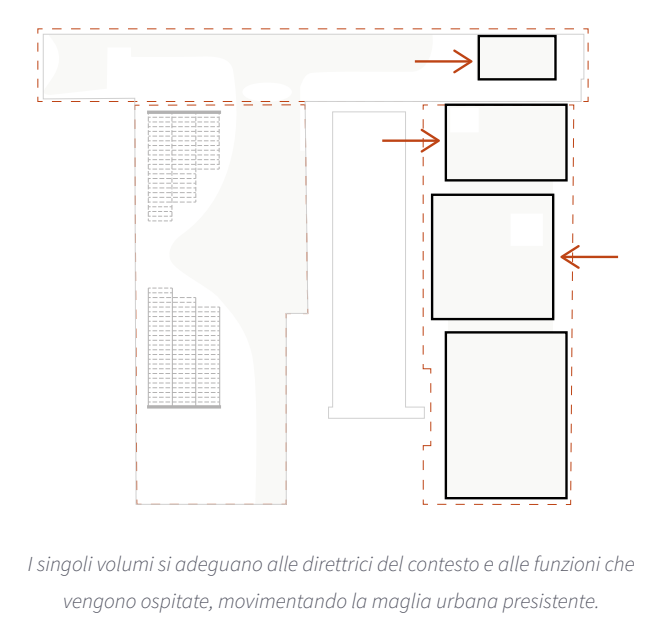 I singoli volumi si adeguano alle direttrici del contesto e alle funzioni che
vengono ospitate, movimentando la maglia urbana presistente.